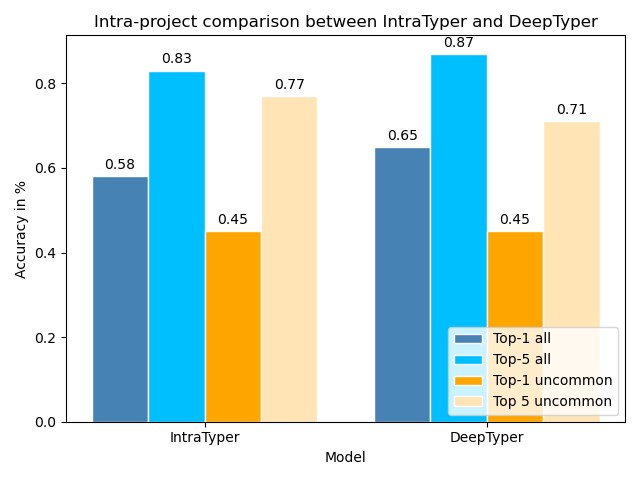 Intra-project comparison between IntraTyper and DeepTyper
Accuracy in %
0.8
0.6
0.4
0.2
0.0
0.58
0.83
0.45
0.77
0.65
0.87
0.45
0.71
Top-1 all
Top-5 all
Top-1 uncommon
Top 5 uncommon
IntraTyper
DeepTyper
Model